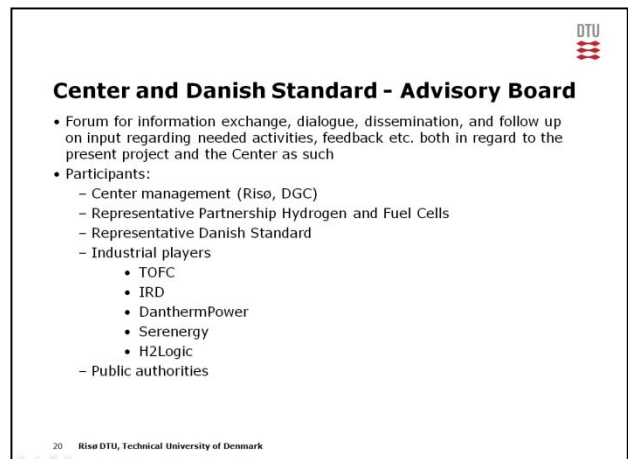 DTU
Center and Danish Standard - Advisory Board
• Forum for information exchange, dialogue, dissemination, and follow up
on input regarding needed activities, feedback etc. both in regard to the
present project and the Center as such
• Participants:
– Center management (Risø, DGC)
– Representative Partnership Hydrogen and Fuel Cells
– Representative Danish Standard
– Industrial players
• TOFC
• IRD
• DanthermPower
• Serenergy
• H2Logic
– Public authorities
20 Risø DTU, Technical University of Denmark